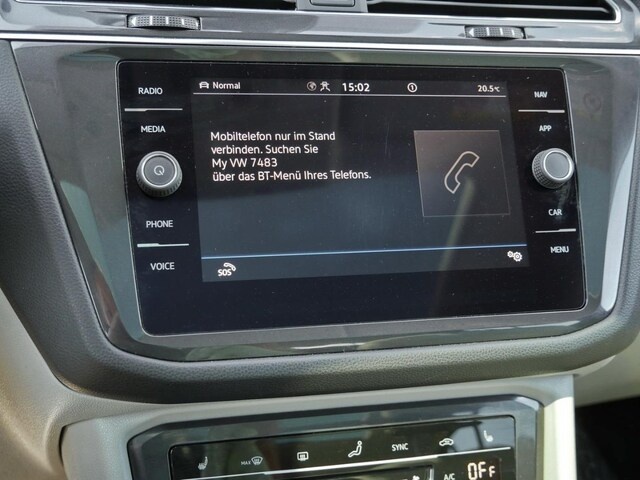 RADIO
MEDIA
PHONE
VOICE
Normal
15:02
20.5°C
Mobiltelefon nur im Stand
verbinden. Suchen Sie
My VW 7483
über das BT-Menü Ihres Telefons.
SOS
NAV
APP
CAR
MENU
MAX
SYNC
A/C
OFF